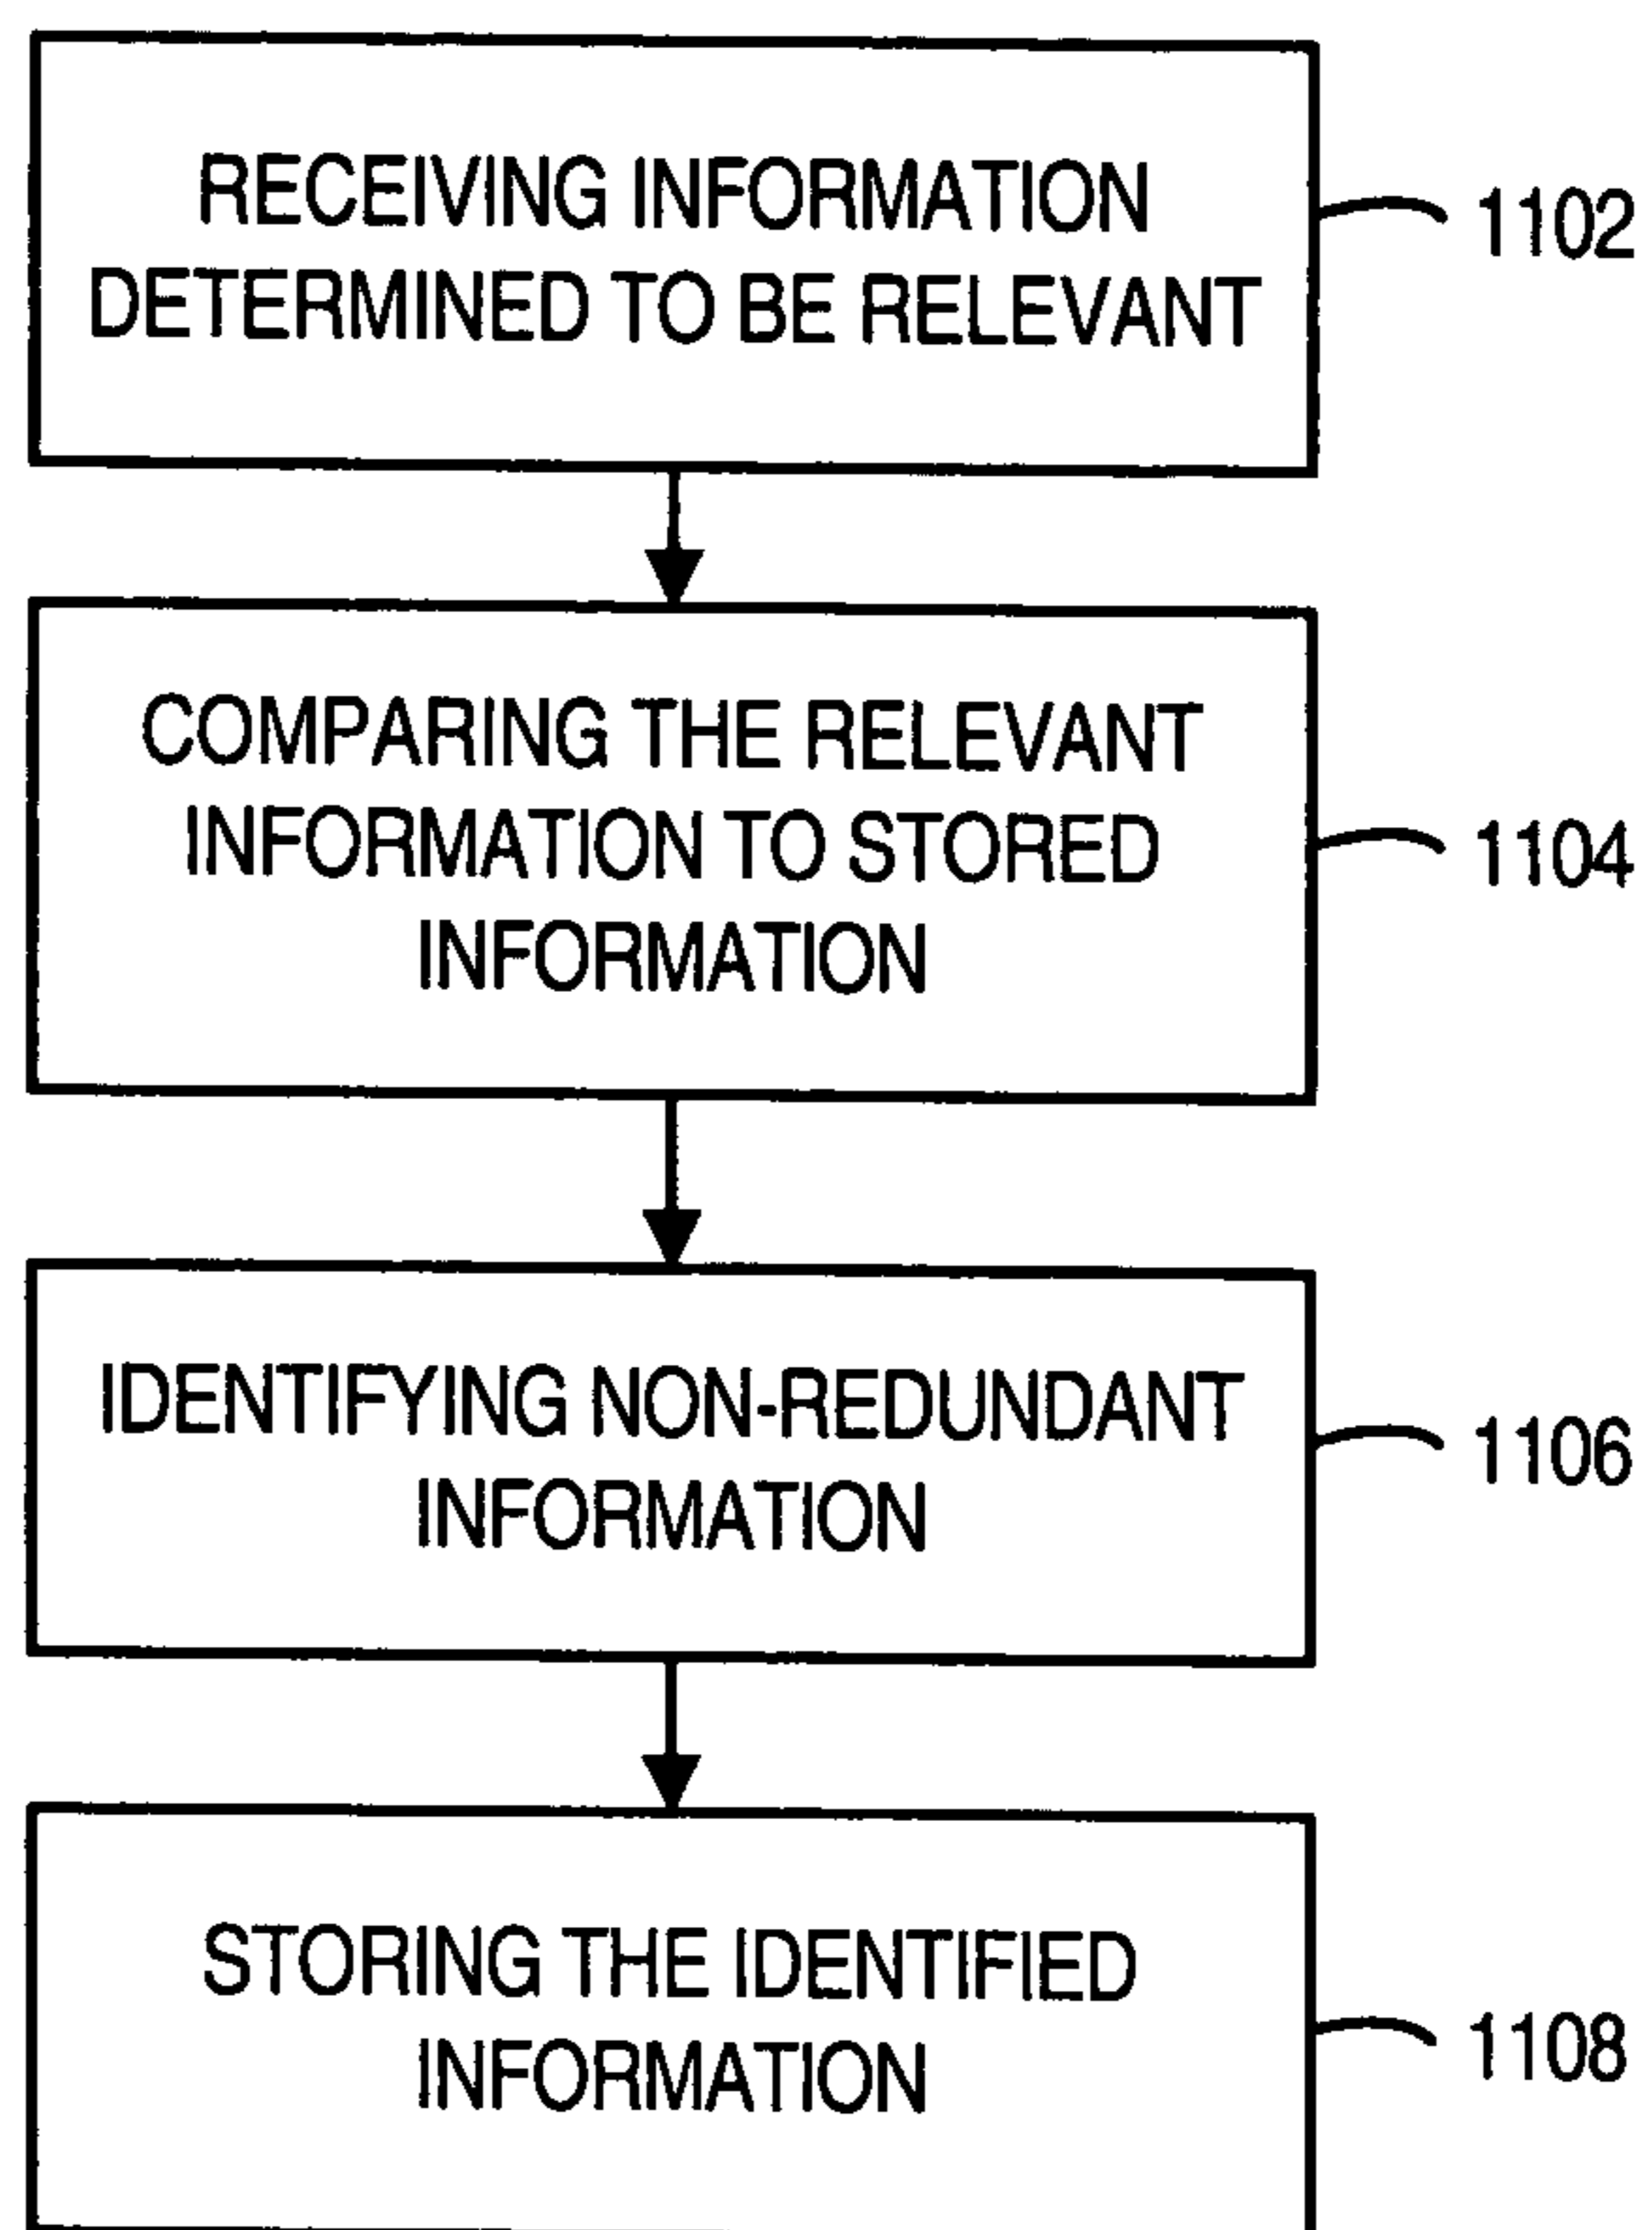 RECEIVING INFORMATION
DETERMINED TO BE RELEVANT
1102
COMPARING THE RELEVANT
INFORMATION TO STORED
INFORMATION
1104
IDENTIFYING NON-REDUNDANT
INFORMATION
1106
STORING THE IDENTIFIED
INFORMATION
1108